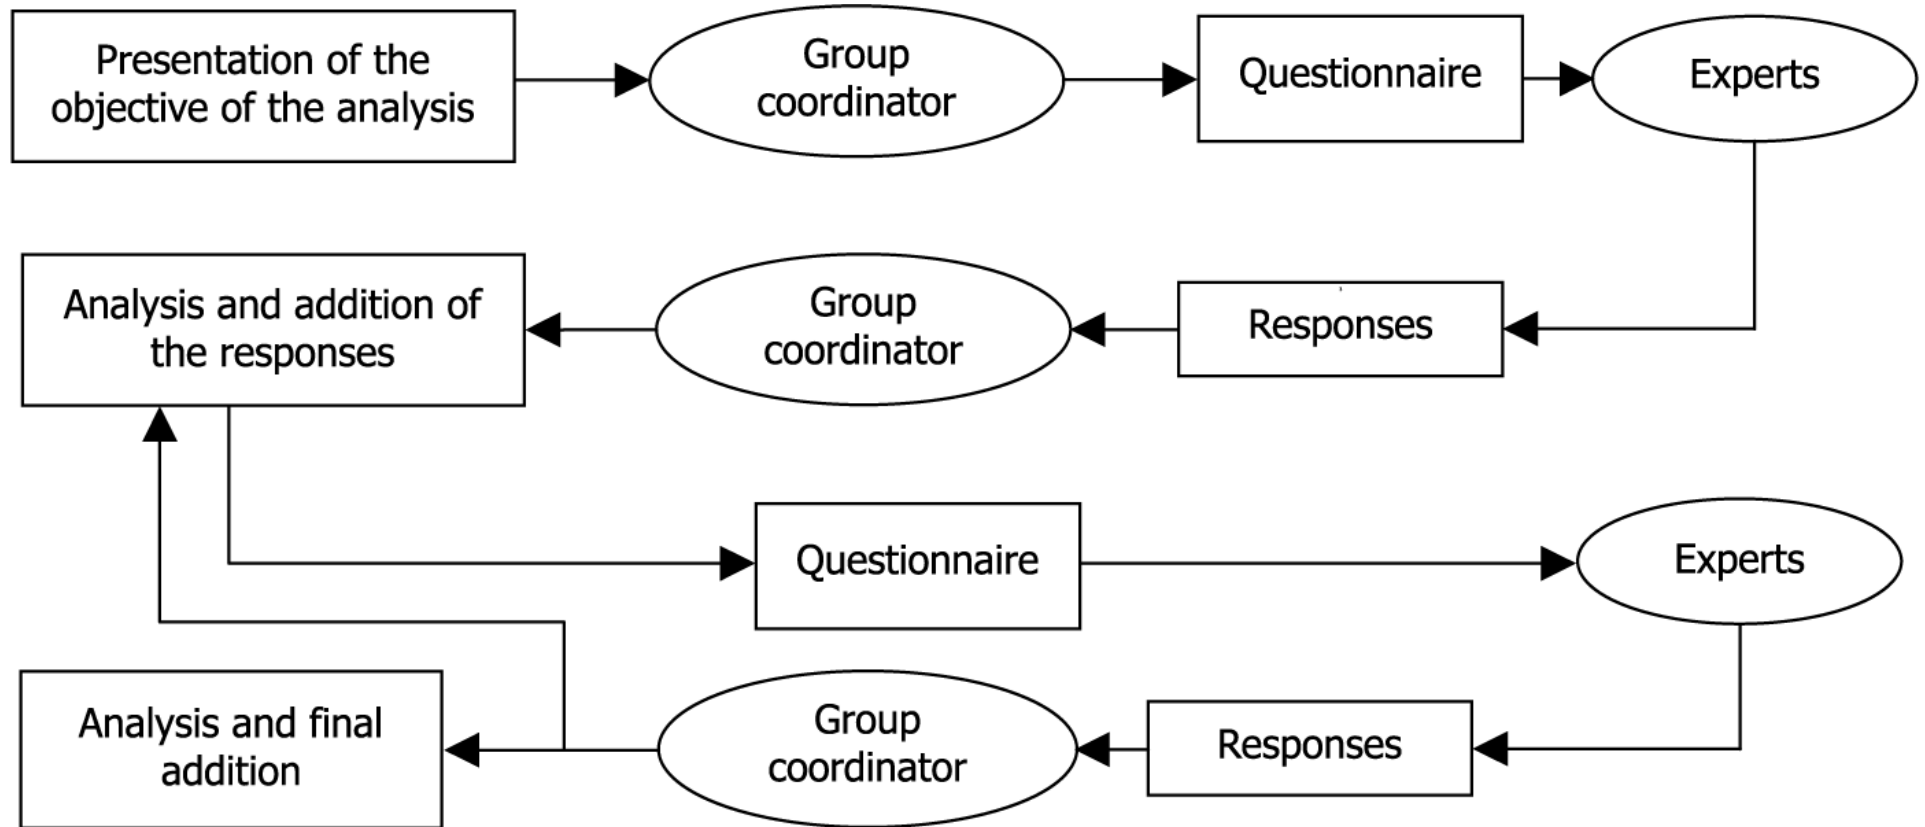 Presentation of the
objective of the analysis
Group
coordinator
Questionnaire
Experts
Analysis and addition of
the responses
Group
coordinator
Responses
Questionnaire
Experts
Analysis and final
addition
Group
coordinator
Responses